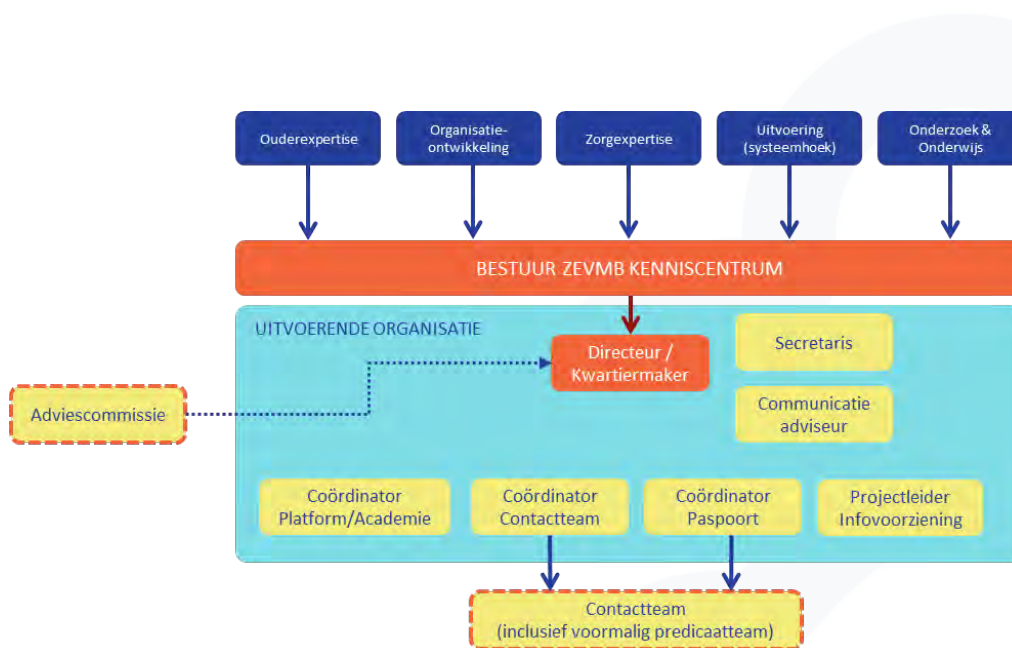 Ouderexpertise
Organisatie-
ontwikkeling
Zorgexpertise
Uitvoering
(systeemhoek)
Onderzoek &
Onderwijs
BESTUUR ZEVMB KENNISCENTRUM
UITVOERENDE ORGANISATIE
Directeur /
Kwartiermaker
Secretaris
Adviescommissie
Communicatie
adviseur
Coördinator
Platform/Academie
Coördinator
Contactteam
Coördinator
Paspoort
Projectleider
Infovoorziening
Contactteam
(inclusief voormalig predicaatteam)